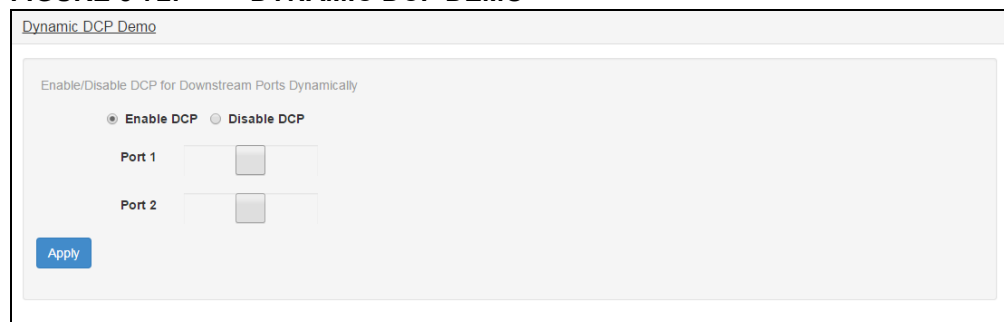 Dynamic DCP Demo
Enable/Disable DCP for Downstream Ports Dynamically
Enable DCP Disable DCP
Port 1
Port 2
Apply